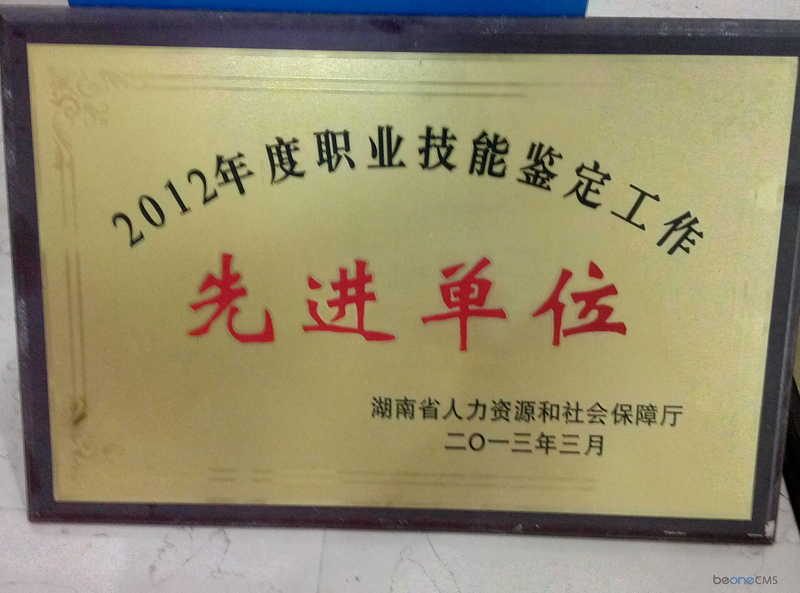 2012年度职业技能鉴定工作
先进单位
湖南省人力资源和社会保障厅
二〇一三年三月
beoneCMS